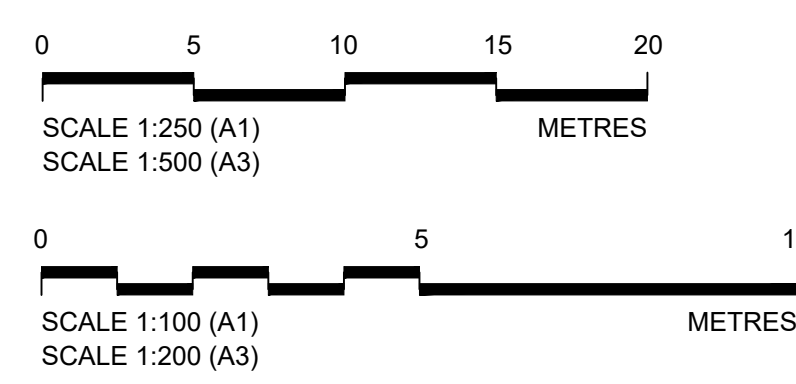 0 5 10 15 20
SCALE 1:250 (A1) METRES
SCALE 1:500 (A3)
0 5 1
SCALE 1:100 (A1) METRES
SCALE 1:200 (A3)